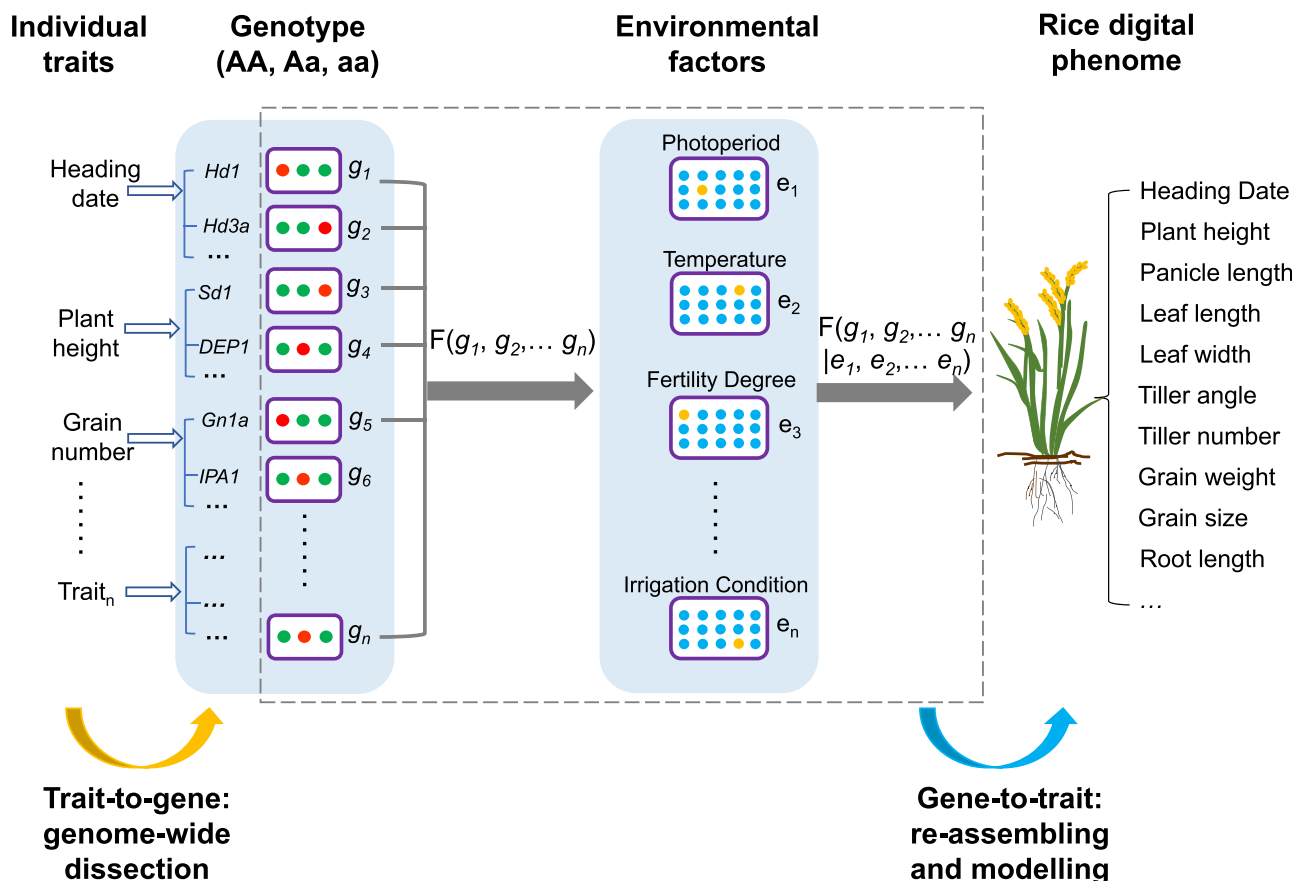 Individual
traits
Genotype
(AA, Aa, aa)
Environmental
factors
Rice digital
phenome
Heading
date
Hd1
g1
Hd3a
g2
...
Plant
height
Sd1
g3
DEP1
g4
...
Grain
number
Gn1a
g5
IPA1
g6
...
Traitn
...
...
...
gn
F(g1, g2,... gn)
Photoperiod
e1
Temperature
e2
Fertility Degree
e3
Irrigation Condition
en
F(g1, g2,... gn
|e1, e2,... en)
Heading Date
Plant height
Panicle length
Leaf length
Leaf width
Tiller angle
Tiller number
Grain weight
Grain size
Root length
...
Trait-to-gene:
genome-wide
dissection
Gene-to-trait:
re-assembling
and modelling